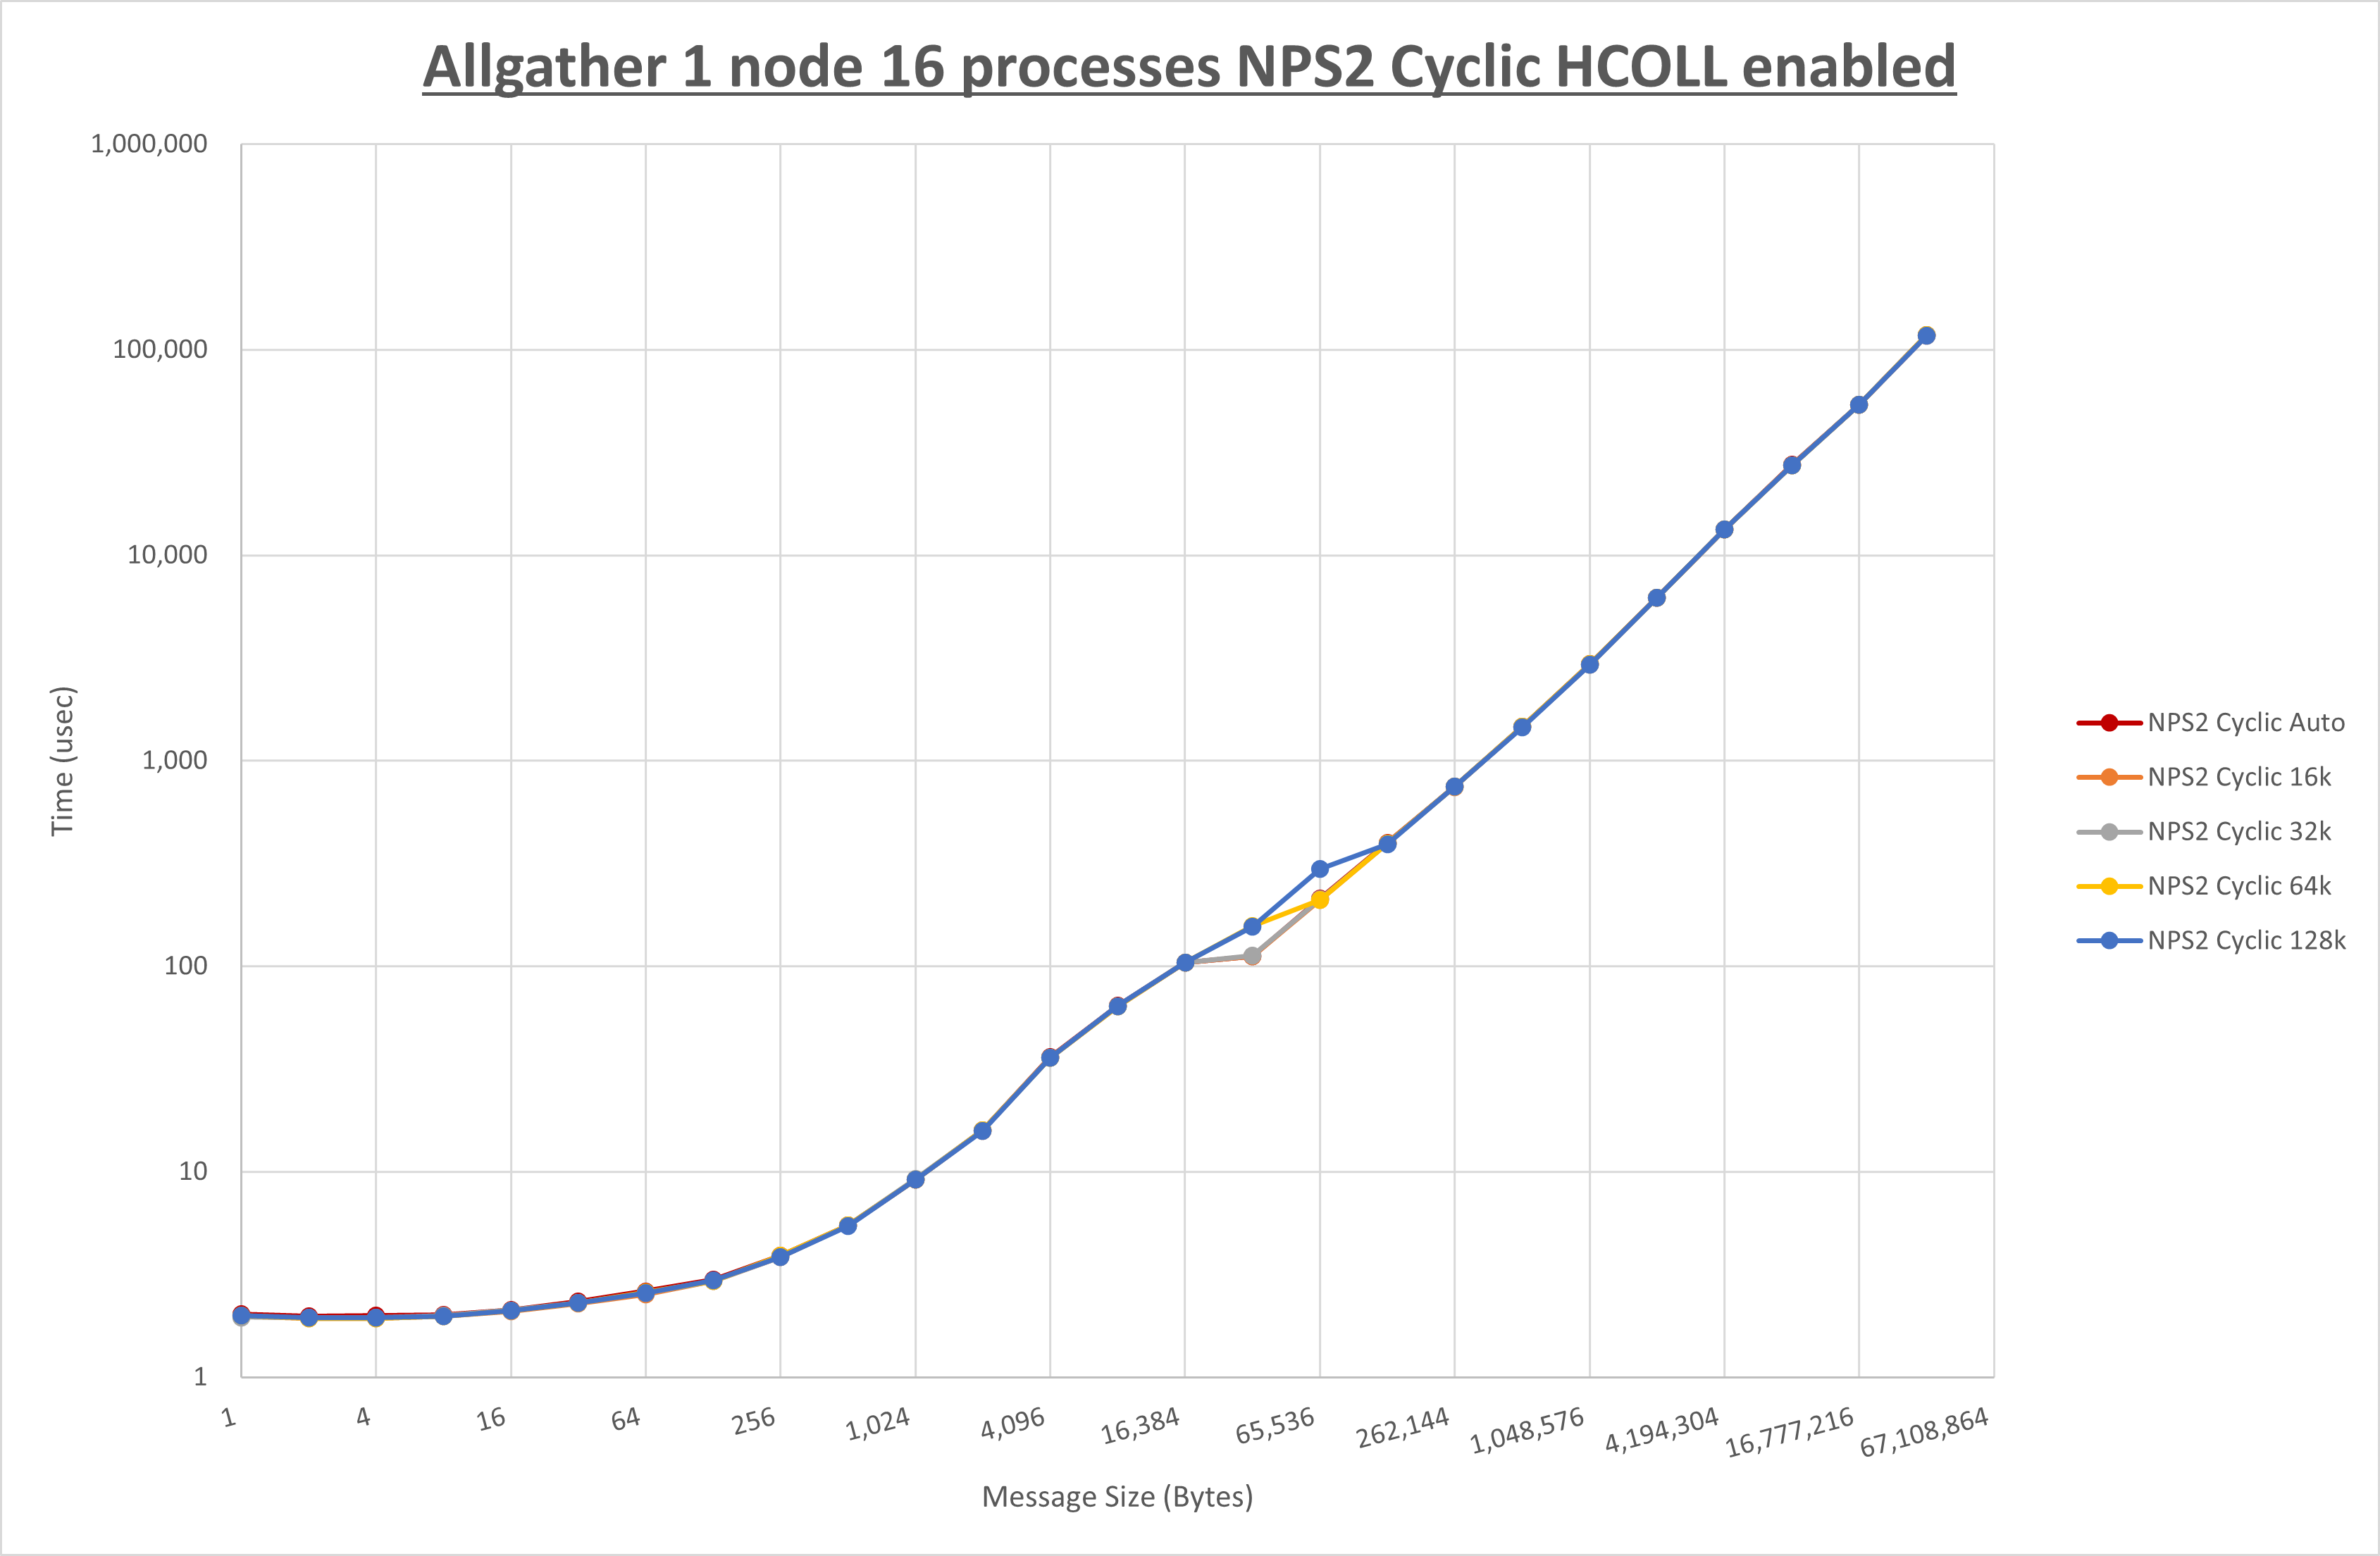 Allgather 1 node 16 processes NPS2 Cyclic HCOLL enabled
1,000,000
100,000
10,000
1,000
100
10
1
Time (usec)
1 4 16 64 256 1,024 4,096 16,384 65,536 262,144 1,048,576 4,194,304 16,777,216 67,108,864
Message Size (Bytes)
NPS2 Cyclic Auto
NPS2 Cyclic 16k
NPS2 Cyclic 32k
NPS2 Cyclic 64k
NPS2 Cyclic 128k